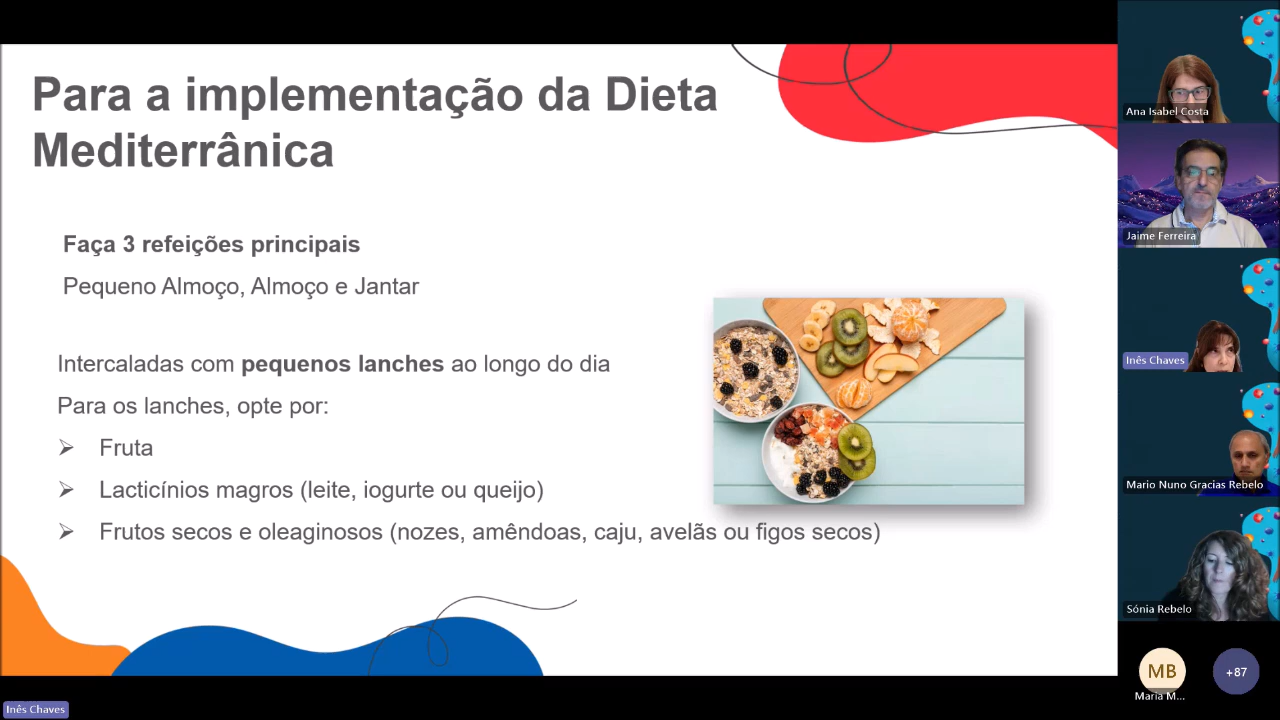 Para a implementação da Dieta
Mediterrânica
Faça 3 refeições principais
Pequeno Almoço, Almoço e Jantar
Intercaladas com pequenos lanches ao longo do dia
Para os lanches, opte por:
Fruta
Lacticínios magros (leite, iogurte ou queijo)
Frutos secos e oleaginosos (nozes, amêndoas, caju, avelãs ou figos secos)
Inês Chaves
Ana Isabel Costa
Jaime Ferreira
Inês Chaves
Mario Nuno Gracias Rebelo
Sónia Rebelo
MB
Maria M...
+87